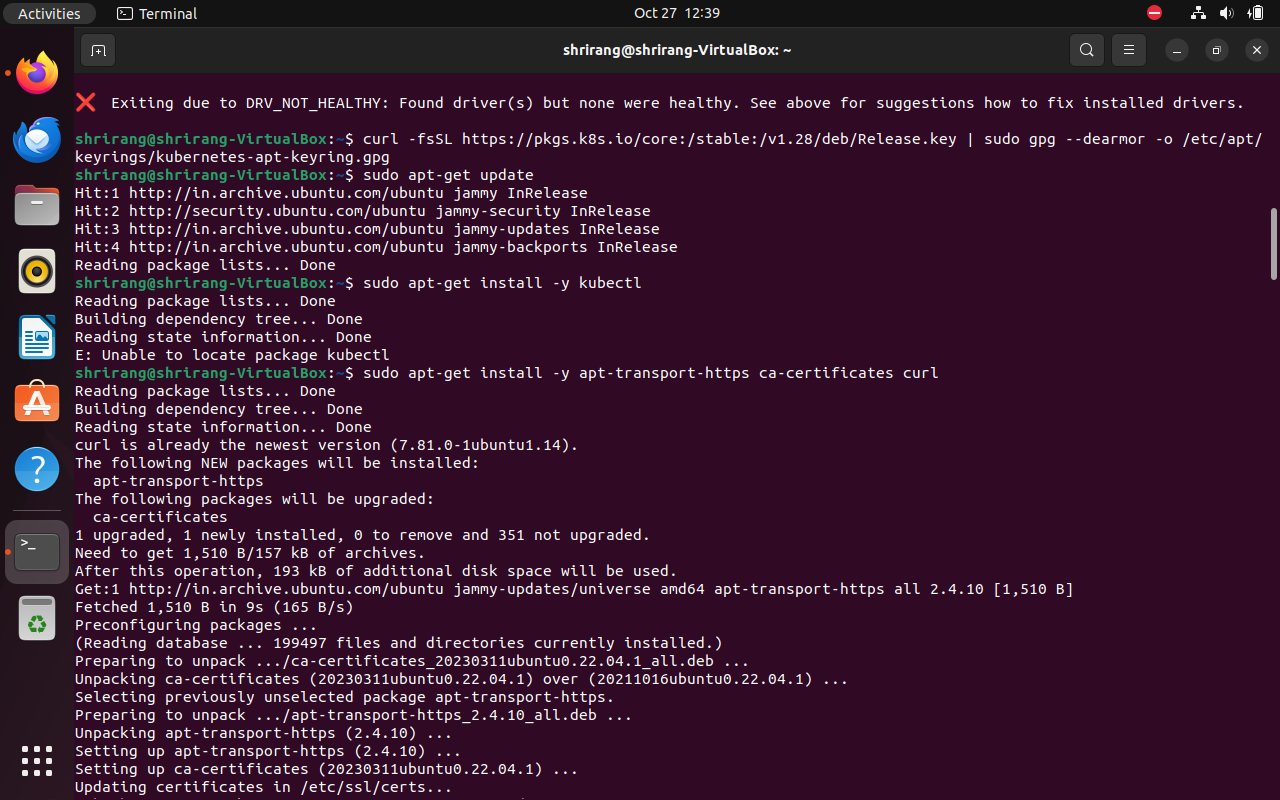 Activities
Terminal
Oct 27 12:39
shrirang@shrirang-VirtualBox: ~
❌ Exiting due to DRV_NOT_HEALTHY: Found driver(s) but none were healthy. See above for suggestions how to fix installed drivers.
shrirang@shrirang-VirtualBox:~$ curl -fsSL https://pkgs.k8s.io/core:/stable:/v1.28/deb/Release.key | sudo gpg --dearmor -o /etc/apt/
keyrings/kubernetes-apt-keyring.gpg
shrirang@shrirang-VirtualBox:~$ sudo apt-get update
Hit:1 http://in.archive.ubuntu.com/ubuntu jammy InRelease
Hit:2 http://security.ubuntu.com/ubuntu jammy-security InRelease
Hit:3 http://in.archive.ubuntu.com/ubuntu jammy-updates InRelease
Hit:4 http://in.archive.ubuntu.com/ubuntu jammy-backports InRelease
Reading package lists... Done
shrirang@shrirang-VirtualBox:~$ sudo apt-get install -y kubectl
Reading package lists... Done
Building dependency tree... Done
Reading state information... Done
E: Unable to locate package kubectl
shrirang@shrirang-VirtualBox:~$ sudo apt-get install -y apt-transport-https ca-certificates curl
Reading package lists... Done
Building dependency tree... Done
Reading state information... Done
curl is already the newest version (7.81.0-1ubuntu1.14).
The following NEW packages will be installed:
  apt-transport-https
The following packages will be upgraded:
  ca-certificates
1 upgraded, 1 newly installed, 0 to remove and 351 not upgraded.
Need to get 1,510 B/157 kB of archives.
After this operation, 193 kB of additional disk space will be used.
Get:1 http://in.archive.ubuntu.com/ubuntu jammy-updates/universe amd64 apt-transport-https all 2.4.10 [1,510 B]
Fetched 1,510 B in 9s (165 B/s)
Preconfiguring packages ...
(Reading database ... 199497 files and directories currently installed.)
Preparing to unpack .../ca-certificates_20230311ubuntu0.22.04.1_all.deb ...
Unpacking ca-certificates (20230311ubuntu0.22.04.1) over (20211016ubuntu0.22.04.1) ...
Selecting previously unselected package apt-transport-https.
Preparing to unpack .../apt-transport-https_2.4.10_all.deb ...
Unpacking apt-transport-https (2.4.10) ...
Setting up apt-transport-https (2.4.10) ...
Setting up ca-certificates (20230311ubuntu0.22.04.1) ...
Updating certificates in /etc/ssl/certs...